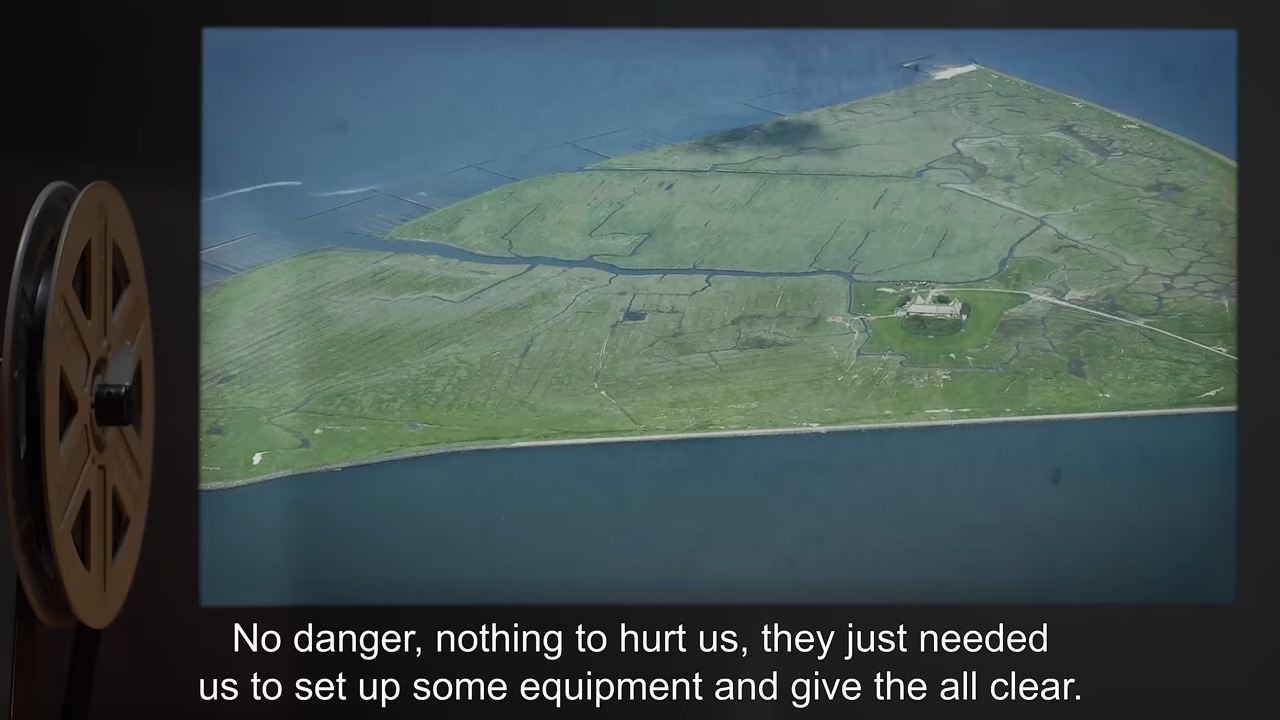 No danger, nothing to hurt us, they just needed
us to set up some equipment and give the all clear.